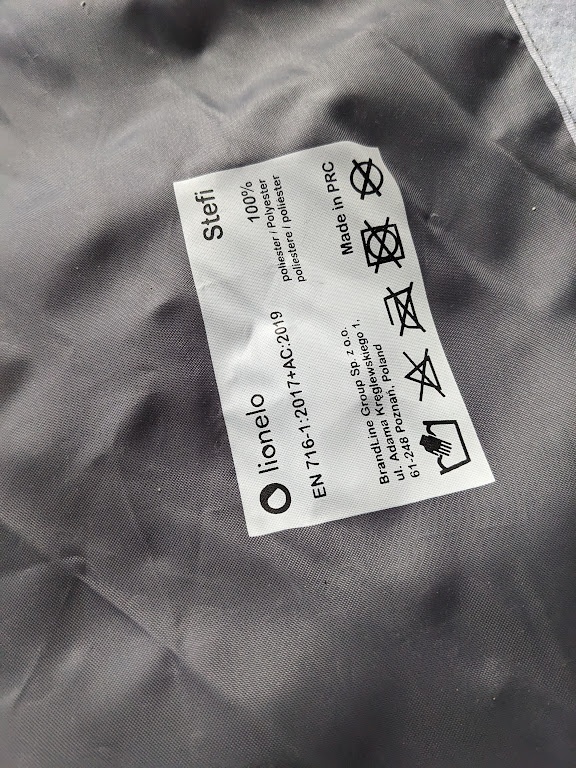 lionelo
Stefi
EN 716-1:2017+AC:2019
100%
poliester / Polyester
poliestere / poliester
BrandLine Group Sp. z o.o.
ul. Adama Kręglewskiego 1,
61-248 Poznań, Poland
Made in PRC